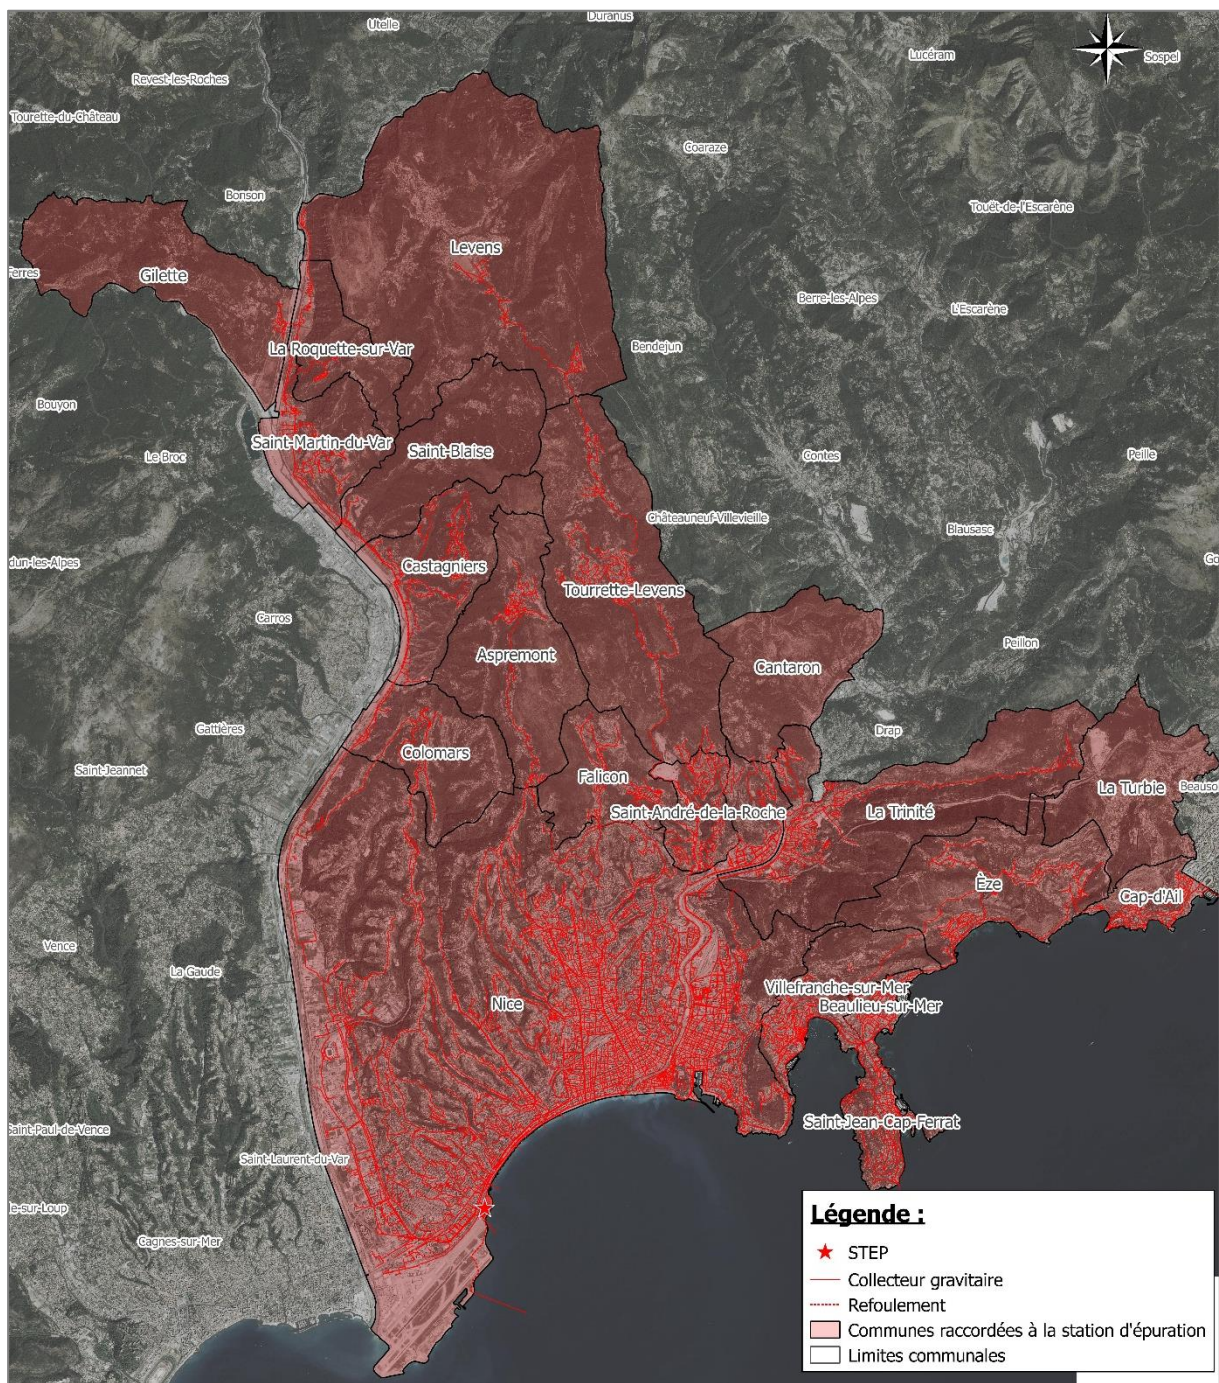 Utelle
Duranus
Lucéram
Sospel
Revest-les-Roches
Tourette-du-Château
Coaraze
Bonson
Touët-de-l'Escarène
Levens
Ferres
Gilette
Berre-les-Alpes
L'Escarène
La Roquette-sur-Var
Bendejun
Bouyon
Saint-Martin-du-Var
Saint-Blaise
Le Broc
Contes
Peille
Châteauneuf-Villevieille
Blausasc
dun-les-Alpes
Castagniers
Tourrette-Levens
Carros
Peillon
Aspremont
Cantaron
Gattières
Drap
Colomars
Saint-Jeannet
Falicon
La Turbie
Beauso
Saint-André-de-la-Roche
La Trinité
Èze
Cap-d'Ail
Vence
La Gaude
Villefranche-sur-Mer
Nice
Beaulieu-sur-Mer
Saint-Jean-Cap-Ferrat
Saint-Paul-de-Vence
Saint-Laurent-du-Var
le-sur-Loup
Gagnes-sur-Mer
Légende :
STEP
Collecteur gravitaire
Refoulement
Communes raccordées à la station d'épuration
Limites communales